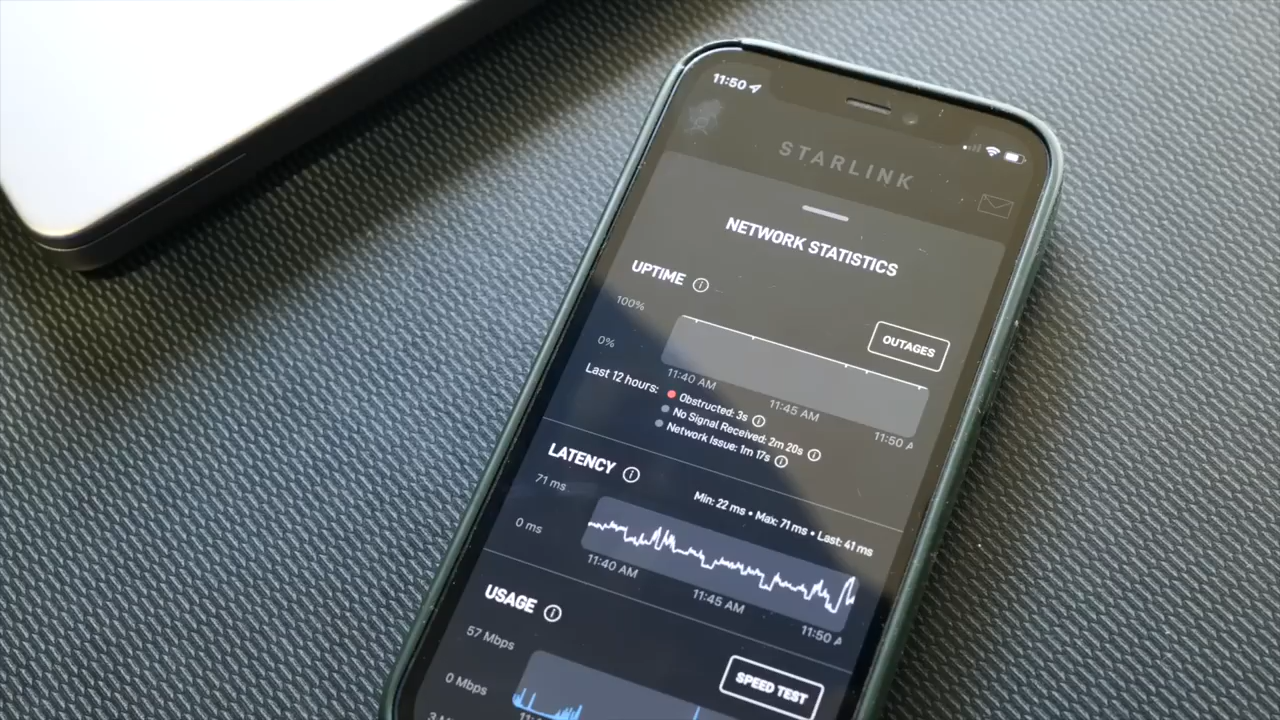 11:50
STARLINK
NETWORK STATISTICS
UPTIME
100%
0%
OUTAGES
11:40 AM
11:45 AM
11:50 A
Last 12 hours:
Obstructed: 3s
No Signal Received: 2m 20s
Network Issue: 1m 17s
LATENCY
Min: 22 ms • Max: 71 ms • Last: 41 ms
71 ms
0 ms
11:40 AM
11:45 AM
11:50 A
USAGE
57 Mbps
0 Mbps
SPEED TEST